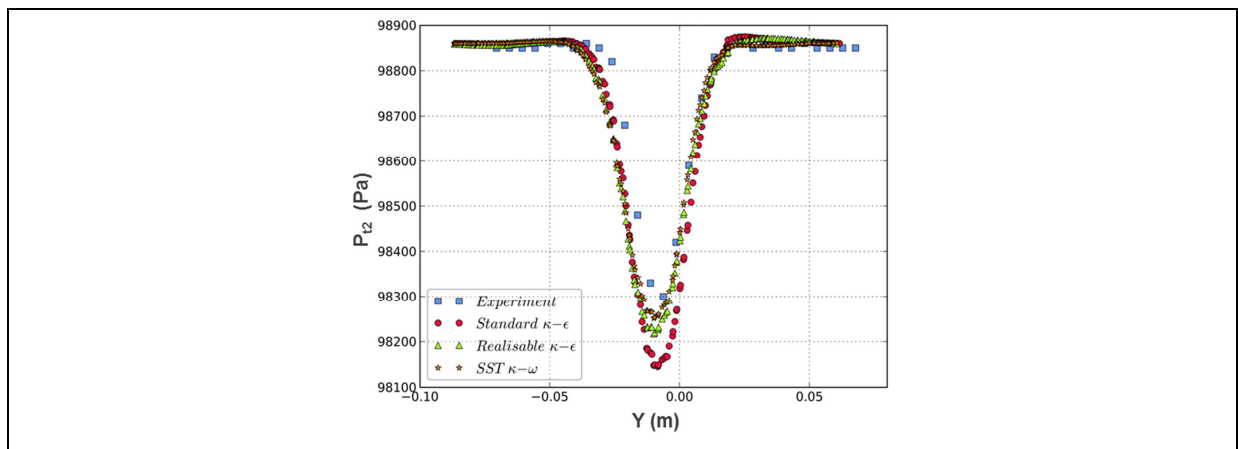 98900
98800
98700
98600
98500
98400
98300
98200
98100
P_t2 (Pa)
Experiment
Standard κ−ϵ
Realisable κ−ϵ
SST κ−ω
−0.10
−0.05
0.00
0.05
Y (m)